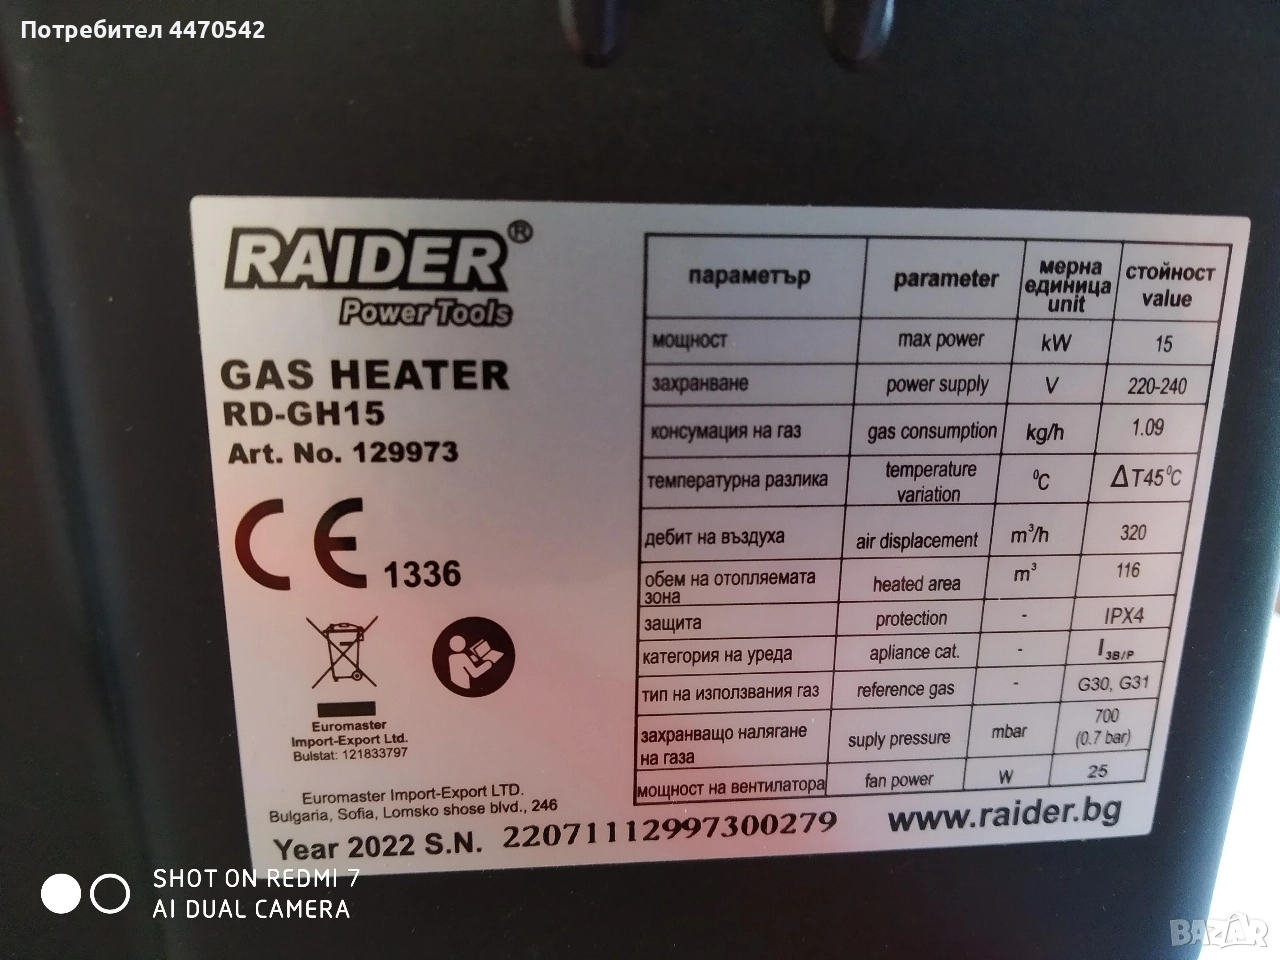 Потребител 4470542
RAIDER®
Power Tools
GAS HEATER
RD-GH15
Art. No. 129973
CE 1336
Euromaster
Import-Export Ltd.
Bulstat: 121833797
Euromaster Import-Export LTD.
Bulgaria, Sofia, Lomsko shose blvd., 246
Year 2022 S.N. 22071112997300279
параметър parameter мерна единица unit стойност value
мощност max power kW 15
захранване power supply V 220-240
консумация на газ gas consumption kg/h 1.09
температурна разлика temperature variation °C ΔT45°C
дебит на въздуха air displacement m³/h 320
обем на отопляемата зона heated area m³ 116
защита protection - IPX4
категория на уреда apliance cat. - I3B/P
тип на използвания газ reference gas - G30, G31
захранващо налягане на газа suply pressure mbar 700 (0.7 bar)
мощност на вентилатора fan power W 25
www.raider.bg
SHOT ON REDMI 7
AI DUAL CAMERA
BAZAR